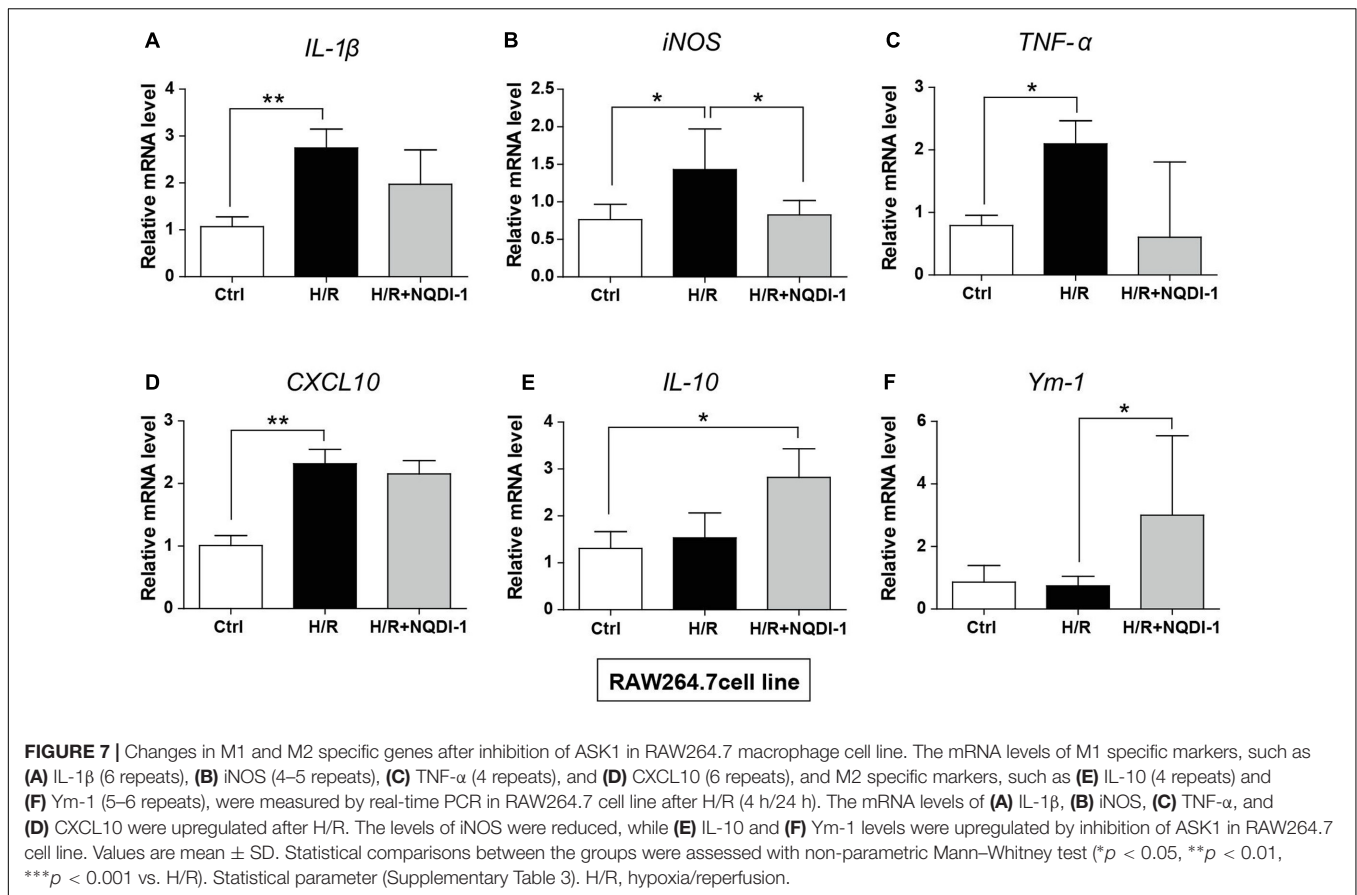 A
IL-1β
**
Relative mRNA level
4
3
2
1
0
Ctrl
H/R
H/R+NQDI-1
B
iNOS
*
*
Relative mRNA level
2.5
2.0
1.5
1.0
0.5
0.0
Ctrl
H/R
H/R+NQDI-1
C
TNF-α
*
Relative mRNA level
3
2
1
0
Ctrl
H/R
H/R+NQDI-1
D
CXCL10
**
Relative mRNA level
3
2
1
0
Ctrl
H/R
H/R+NQDI-1
E
IL-10
*
Relative mRNA level
4
3
2
1
0
Ctrl
H/R
H/R+NQDI-1
F
Ym-1
*
Relative mRNA level
6
4
2
0
Ctrl
H/R
H/R+NQDI-1
RAW264.7cell line
FIGURE 7 | Changes in M1 and M2 specific genes after inhibition of ASK1 in RAW264.7 macrophage cell line. The mRNA levels of M1 specific markers, such as
(A) IL-1β (6 repeats), (B) iNOS (4–5 repeats), (C) TNF-α (4 repeats), and (D) CXCL10 (6 repeats), and M2 specific markers, such as (E) IL-10 (4 repeats) and
(F) Ym-1 (5–6 repeats), were measured by real-time PCR in RAW264.7 cell line after H/R (4 h/24 h). The mRNA levels of (A) IL-1β, (B) iNOS, (C) TNF-α, and
(D) CXCL10 were upregulated after H/R. The levels of iNOS were reduced, while (E) IL-10 and (F) Ym-1 levels were upregulated by inhibition of ASK1 in RAW264.7
cell line. Values are mean ± SD. Statistical comparisons between the groups were assessed with non-parametric Mann–Whitney test (*p < 0.05, **p < 0.01,
***p < 0.001 vs. H/R). Statistical parameter (Supplementary Table 3). H/R, hypoxia/reperfusion.